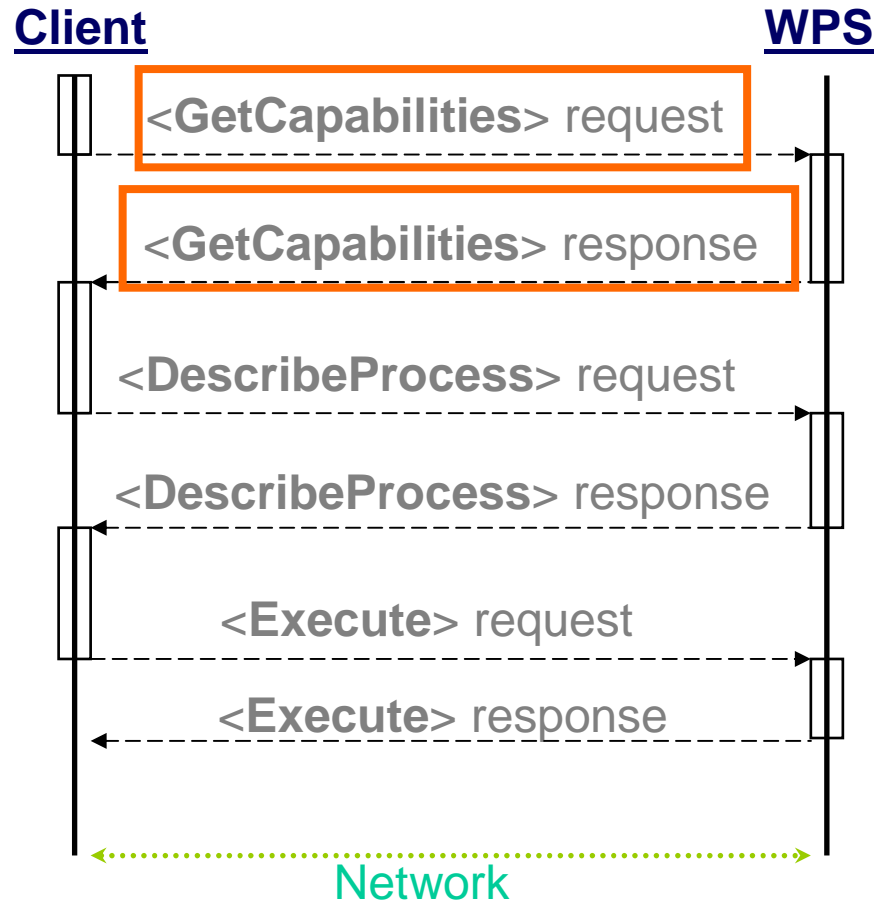 Client WPS
<GetCapabilities> request
<GetCapabilities> response
<DescribeProcess> request
<DescribeProcess> response
<Execute> request
<Execute> response
Network